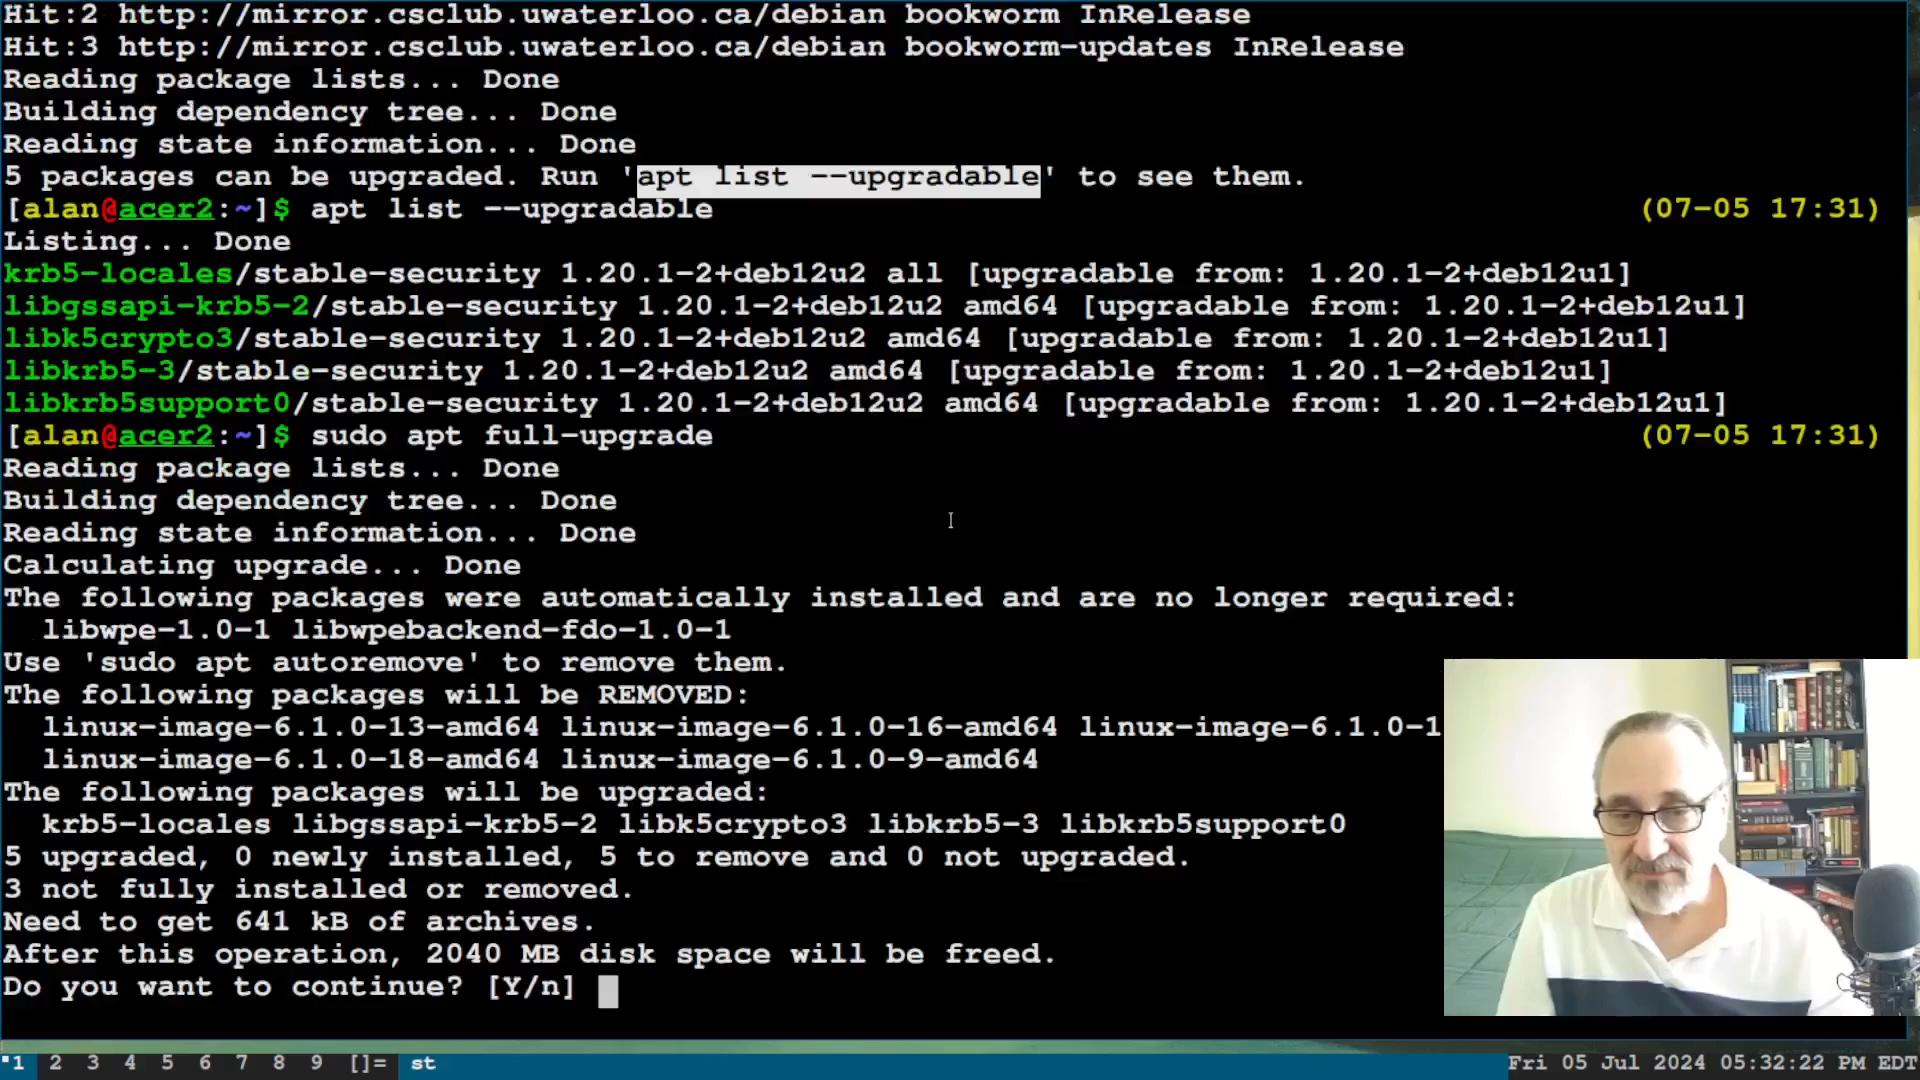 Hit:2 http://mirror.csclub.uwaterloo.ca/debian bookworm InRelease
Hit:3 http://mirror.csclub.uwaterloo.ca/debian bookworm-updates InRelease
Reading package lists... Done
Building dependency tree... Done
Reading state information... Done
5 packages can be upgraded. Run 'apt list --upgradable' to see them.
[alan@acer2:~]$ apt list --upgradable (07-05 17:31)
Listing... Done
krb5-locales/stable-security 1.20.1-2+deb12u2 all [upgradable from: 1.20.1-2+deb12u1]
libgssapi-krb5-2/stable-security 1.20.1-2+deb12u2 amd64 [upgradable from: 1.20.1-2+deb12u1]
libk5crypto3/stable-security 1.20.1-2+deb12u2 amd64 [upgradable from: 1.20.1-2+deb12u1]
libkrb5-3/stable-security 1.20.1-2+deb12u2 amd64 [upgradable from: 1.20.1-2+deb12u1]
libkrb5support0/stable-security 1.20.1-2+deb12u2 amd64 [upgradable from: 1.20.1-2+deb12u1]
[alan@acer2:~]$ sudo apt full-upgrade (07-05 17:31)
Reading package lists... Done
Building dependency tree... Done
Reading state information... Done
Calculating upgrade... Done
The following packages were automatically installed and are no longer required:
libwpe-1.0-1 libwpebackend-fdo-1.0-1
Use 'sudo apt autoremove' to remove them.
The following packages will be REMOVED:
linux-image-6.1.0-13-amd64 linux-image-6.1.0-16-amd64 linux-image-6.1.0-1
linux-image-6.1.0-18-amd64 linux-image-6.1.0-9-amd64
The following packages will be upgraded:
krb5-locales libgssapi-krb5-2 libk5crypto3 libkrb5-3 libkrb5support0
5 upgraded, 0 newly installed, 5 to remove and 0 not upgraded.
3 not fully installed or removed.
Need to get 641 kB of archives.
After this operation, 2040 MB disk space will be freed.
Do you want to continue? [Y/n]
1 2 3 4 5 6 7 8 9 []= st Fri 05 Jul 2024 05:32:22 PM EDT